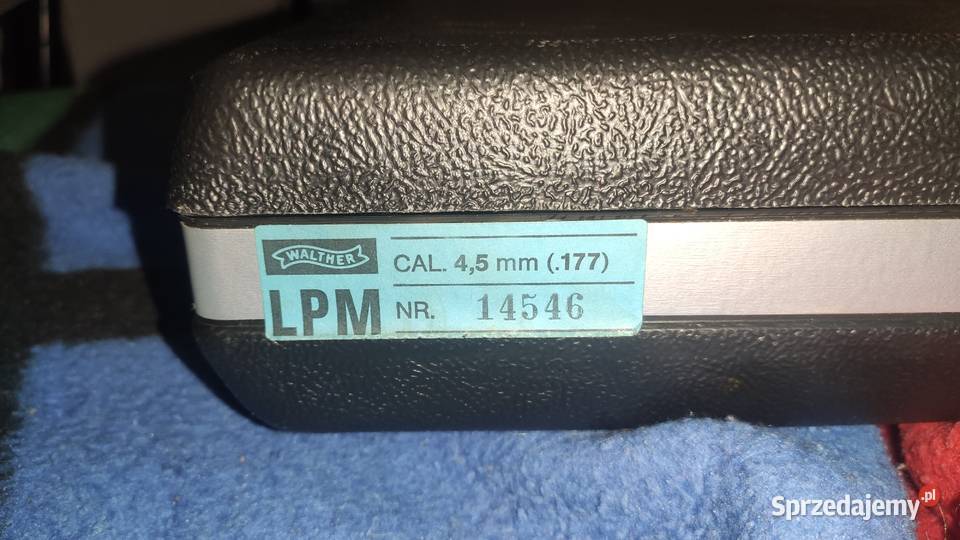 WALTHER
CAL. 4,5 mm (.177)
LPM
NR. 14546
Sprzedajemy.pl